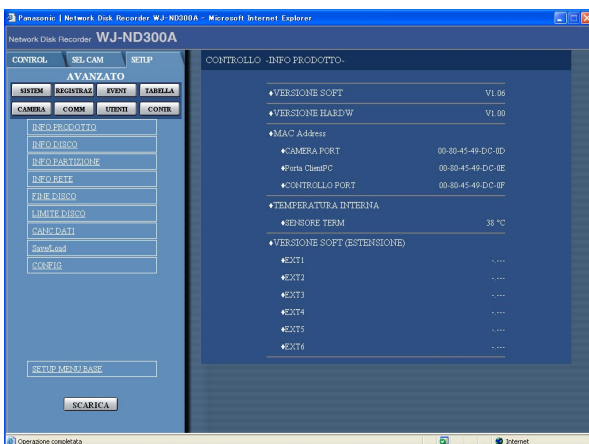 Panasonic | Network Disk Recorder WJ-ND300A - Microsoft Internet Explorer
Network Disk Recorder WJ-ND300A
CONTROL SEL CAM SETUP
CONTROLLO -INFO PRODOTTO-
AVANZATO
SISTEM REGISTRAZ EVENT TABELLA
CAMERA COMM UTENTI CONTR
INFO PRODOTTO
INFO DISCO
INFO PARTIZIONE
INFO RETE
FINE DISCO
LIMITE DISCO
CANC DATI
Save/Load
CONFIG
SETUP MENU BASE
SCARICA
♦VERSIONE SOFT V1.06
♦VERSIONE HARDW V1.00
♦MAC Address
♦CAMERA PORT 00-80-45-49-DC-0D
♦Porta ClientPC 00-80-45-49-DC-0E
♦CONTROLLO PORT 00-80-45-49-DC-0F
♦TEMPERATURA INTERNA
♦SENSORE TERM 38 °C
♦VERSIONE SOFT (ESTENSIONE)
♦EXT1 -.---
♦EXT2 -.---
♦EXT3 -.---
♦EXT4 -.---
♦EXT5 -.---
♦EXT6 -.---
Operazione completata Internet